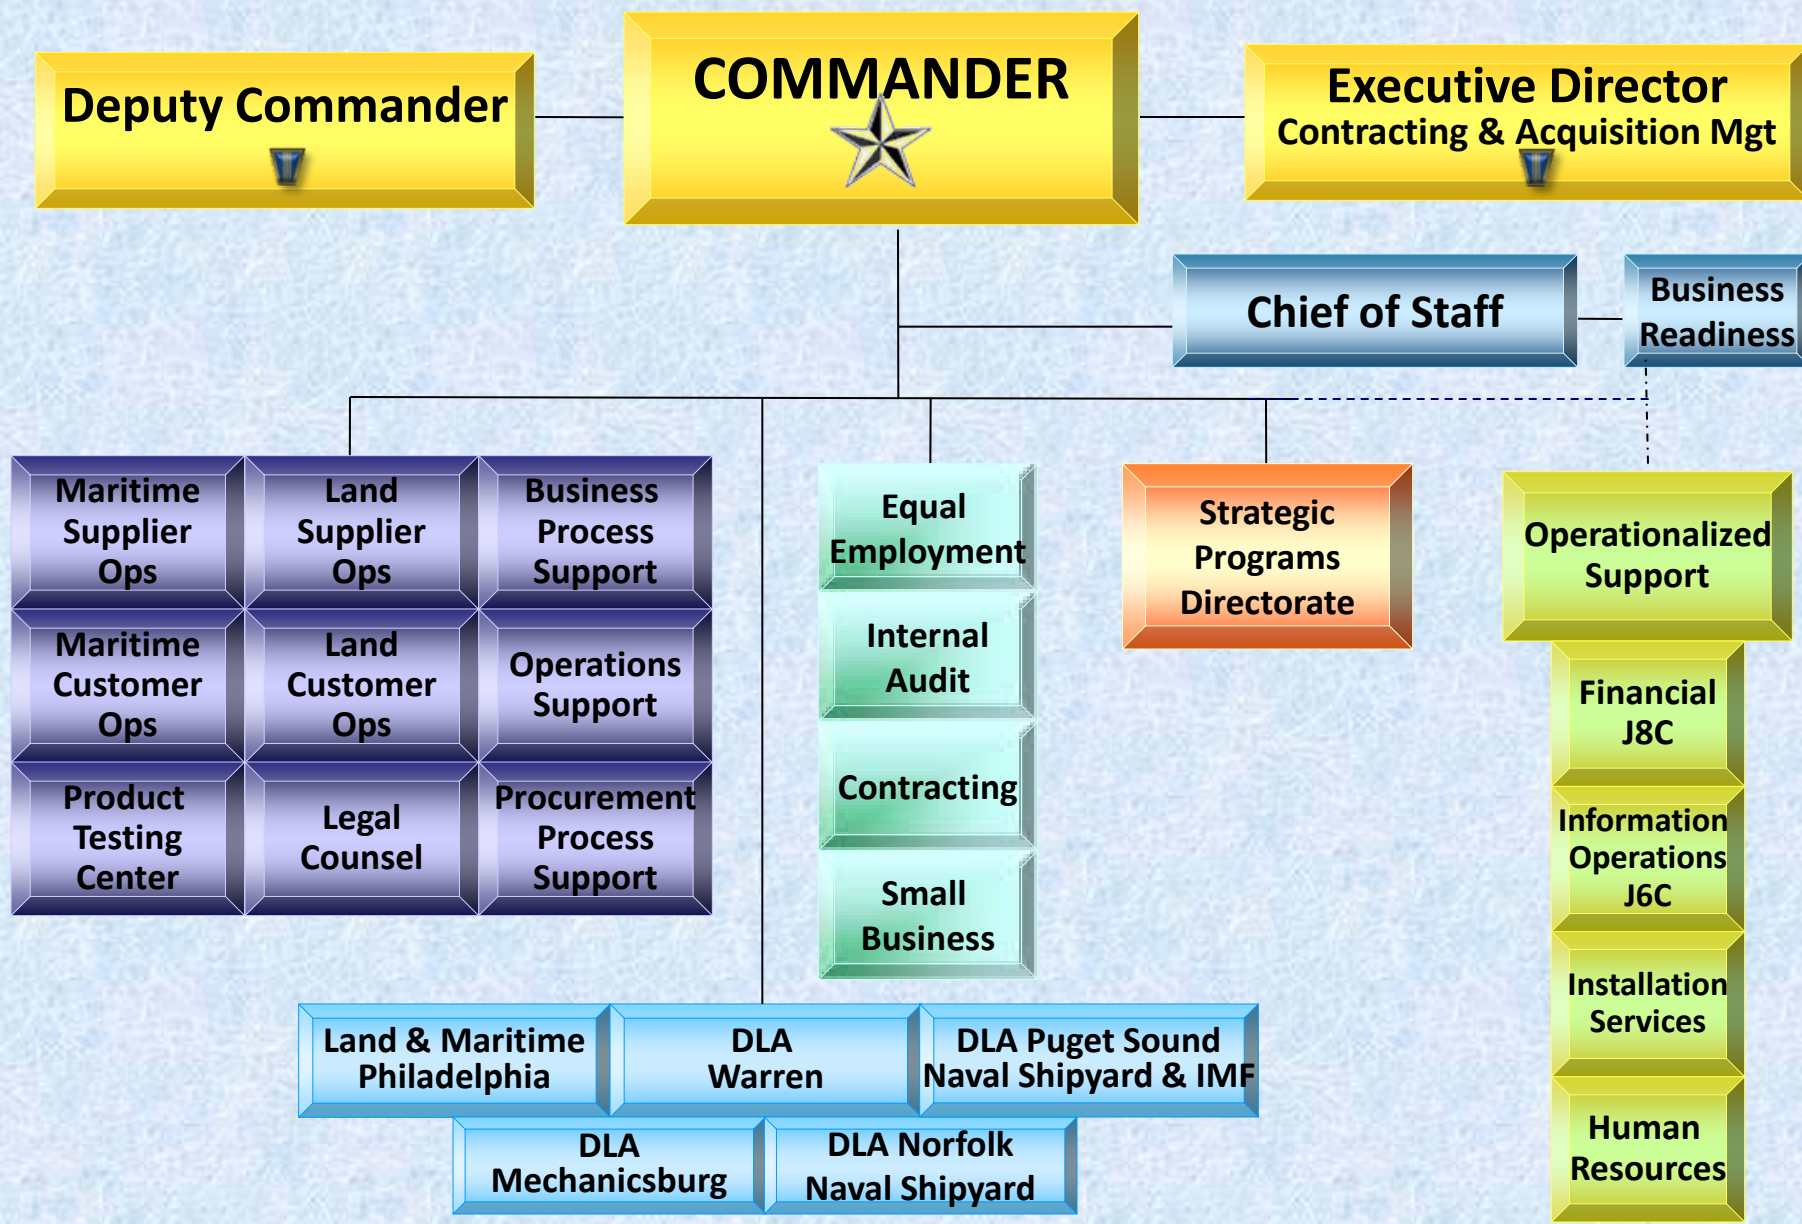 Deputy Commander
COMMANDER
Executive Director
Contracting & Acquisition Mgt
Chief of Staff
Business
Readiness
Maritime
Supplier
Ops
Land
Supplier
Ops
Business
Process
Support
Maritime
Customer
Ops
Land
Customer
Ops
Operations
Support
Product
Testing
Center
Legal
Counsel
Procurement
Process
Support
Equal
Employment
Internal
Audit
Contracting
Small
Business
Strategic
Programs
Directorate
Operationalized
Support
Financial
J8C
Information
Operations
J6C
Installation
Services
Human
Resources
Land & Maritime
Philadelphia
DLA
Warren
DLA Puget Sound
Naval Shipyard & IMF
DLA
Mechanicsburg
DLA Norfolk
Naval Shipyard